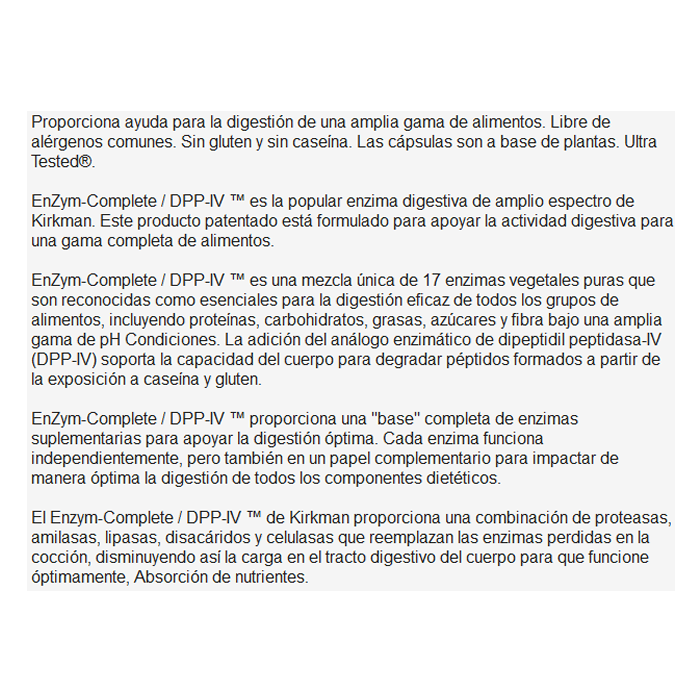 Proporciona ayuda para la digestión de una amplia gama de alimentos. Libre de
alérgenos comunes. Sin gluten y sin caseína. Las cápsulas son a base de plantas. Ultra
Tested®.
EnZym-Complete / DPP-IV ™ es la popular enzima digestiva de amplio espectro de
Kirkman. Este producto patentado está formulado para apoyar la actividad digestiva para
una gama completa de alimentos.
EnZym-Complete / DPP-IV ™ es una mezcla única de 17 enzimas vegetales puras que
son reconocidas como esenciales para la digestión eficaz de todos los grupos de
alimentos, incluyendo proteínas, carbohidratos, grasas, azúcares y fibra bajo una amplia
gama de pH Condiciones. La adición del análogo enzimático de dipeptidil peptidasa-IV
(DPP-IV) soporta la capacidad del cuerpo para degradar péptidos formados a partir de
la exposición a caseína y gluten.
EnZym-Complete / DPP-IV ™ proporciona una "base" completa de enzimas
suplementarias para apoyar la digestión óptima. Cada enzima funciona
independientemente, pero también en un papel complementario para impactar de
manera óptima la digestión de todos los componentes dietéticos.
El Enzym-Complete / DPP-IV ™ de Kirkman proporciona una combinación de proteasas,
amilasas, lipasas, disacáridos y celulasas que reemplazan las enzimas perdidas en la
cocción, disminuyendo así la carga en el tracto digestivo del cuerpo para que funcione
óptimamente, Absorción de nutrientes.